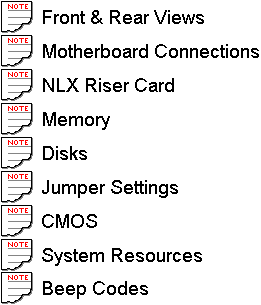 NOTE Front & Rear Views
NOTE Motherboard Connections
NOTE NLX Riser Card
NOTE Memory
NOTE Disks
NOTE Jumper Settings
NOTE CMOS
NOTE System Resources
NOTE Beep Codes